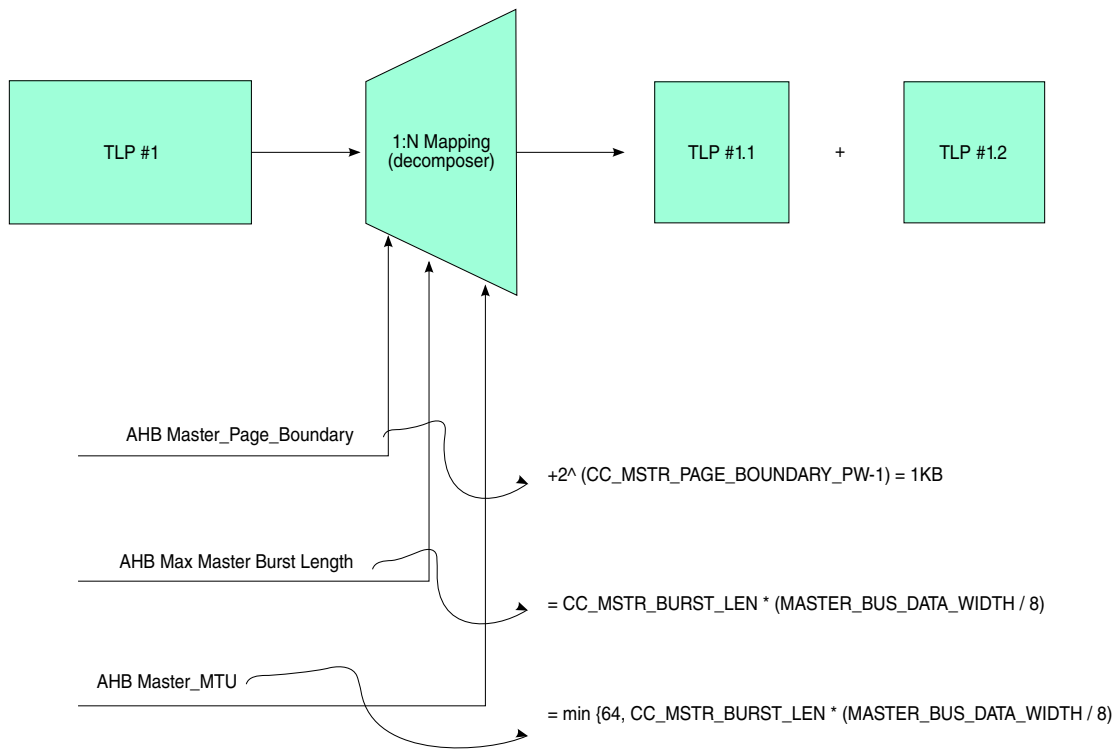 TLP #1
1:N Mapping
(decomposer)
TLP #1.1
+
TLP #1.2
AHB Master_Page_Boundary
+2^ (CC_MSTR_PAGE_BOUNDARY_PW-1) = 1KB
AHB Max Master Burst Length
= CC_MSTR_BURST_LEN * (MASTER_BUS_DATA_WIDTH / 8)
AHB Master_MTU
= min {64, CC_MSTR_BURST_LEN * (MASTER_BUS_DATA_WIDTH / 8)